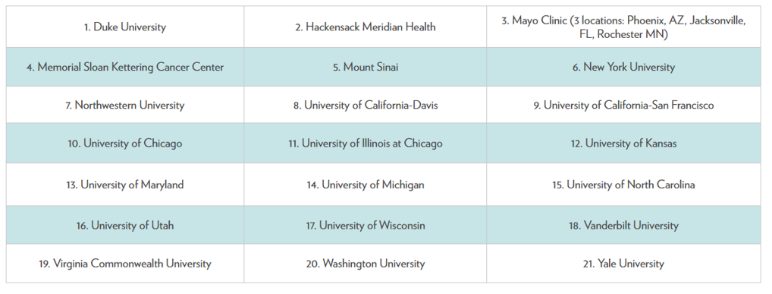 1. Duke University
2. Hackensack Meridian Health
3. Mayo Clinic (3 locations: Phoenix, AZ, Jacksonville,
FL, Rochester MN)
4. Memorial Sloan Kettering Cancer Center
5. Mount Sinai
6. New York University
7. Northwestern University
8. University of California-Davis
9. University of California-San Francisco
10. University of Chicago
11. University of Illinois at Chicago
12. University of Kansas
13. University of Maryland
14. University of Michigan
15. University of North Carolina
16. University of Utah
17. University of Wisconsin
18. Vanderbilt University
19. Virginia Commonwealth University
20. Washington University
21. Yale University